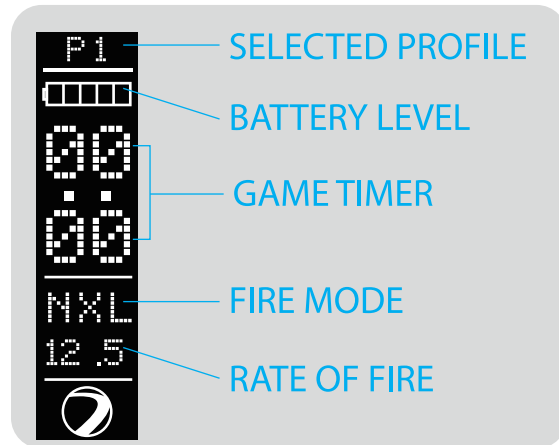 P1
SELECTED PROFILE
BATTERY LEVEL
00
:
00
GAME TIMER
NXL
FIRE MODE
12.5
RATE OF FIRE